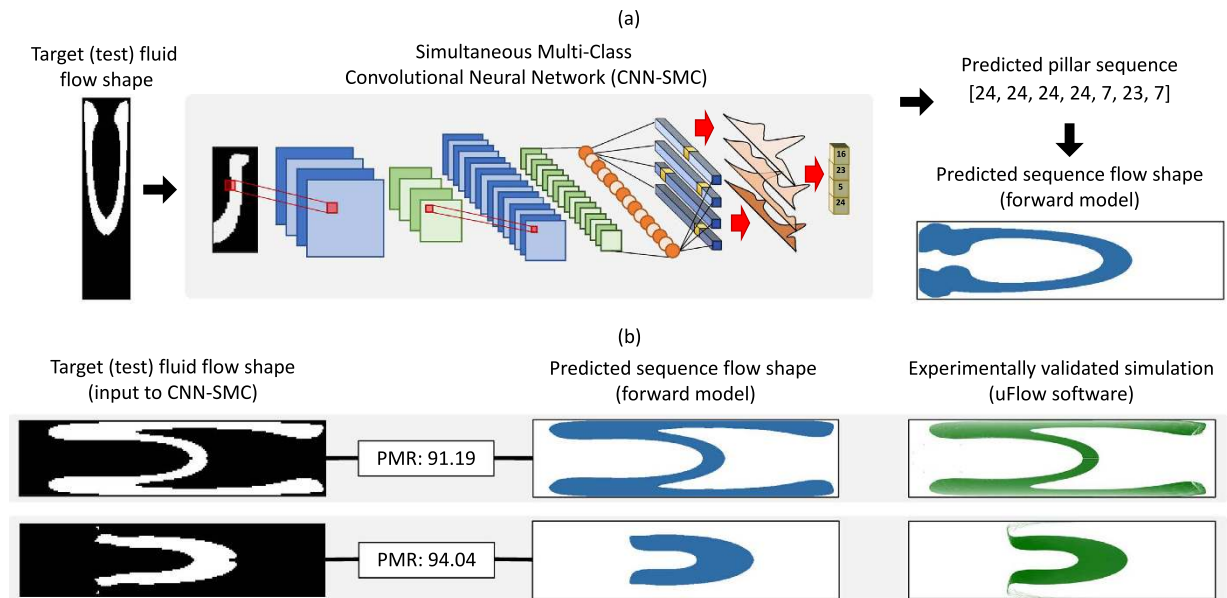 (a)
Target (test) fluid
flow shape
Simultaneous Multi-Class
Convolutional Neural Network (CNN-SMC)
16
23
5
24
Predicted pillar sequence
[24, 24, 24, 24, 7, 23, 7]
Predicted sequence flow shape
(forward model)
(b)
Target (test) fluid flow shape
(input to CNN-SMC)
Predicted sequence flow shape
(forward model)
Experimentally validated simulation
(uFlow software)
PMR: 91.19
PMR: 94.04